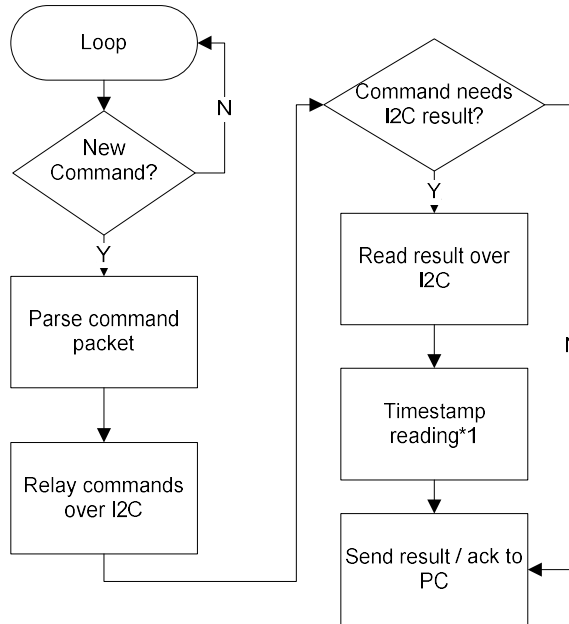 Loop
N
New
Command?
Y
Parse command
packet
Relay commands
over I2C
Command needs
I2C result?
Y
Read result over
I2C
N
Timestamp
reading*1
Send result / ack to
PC